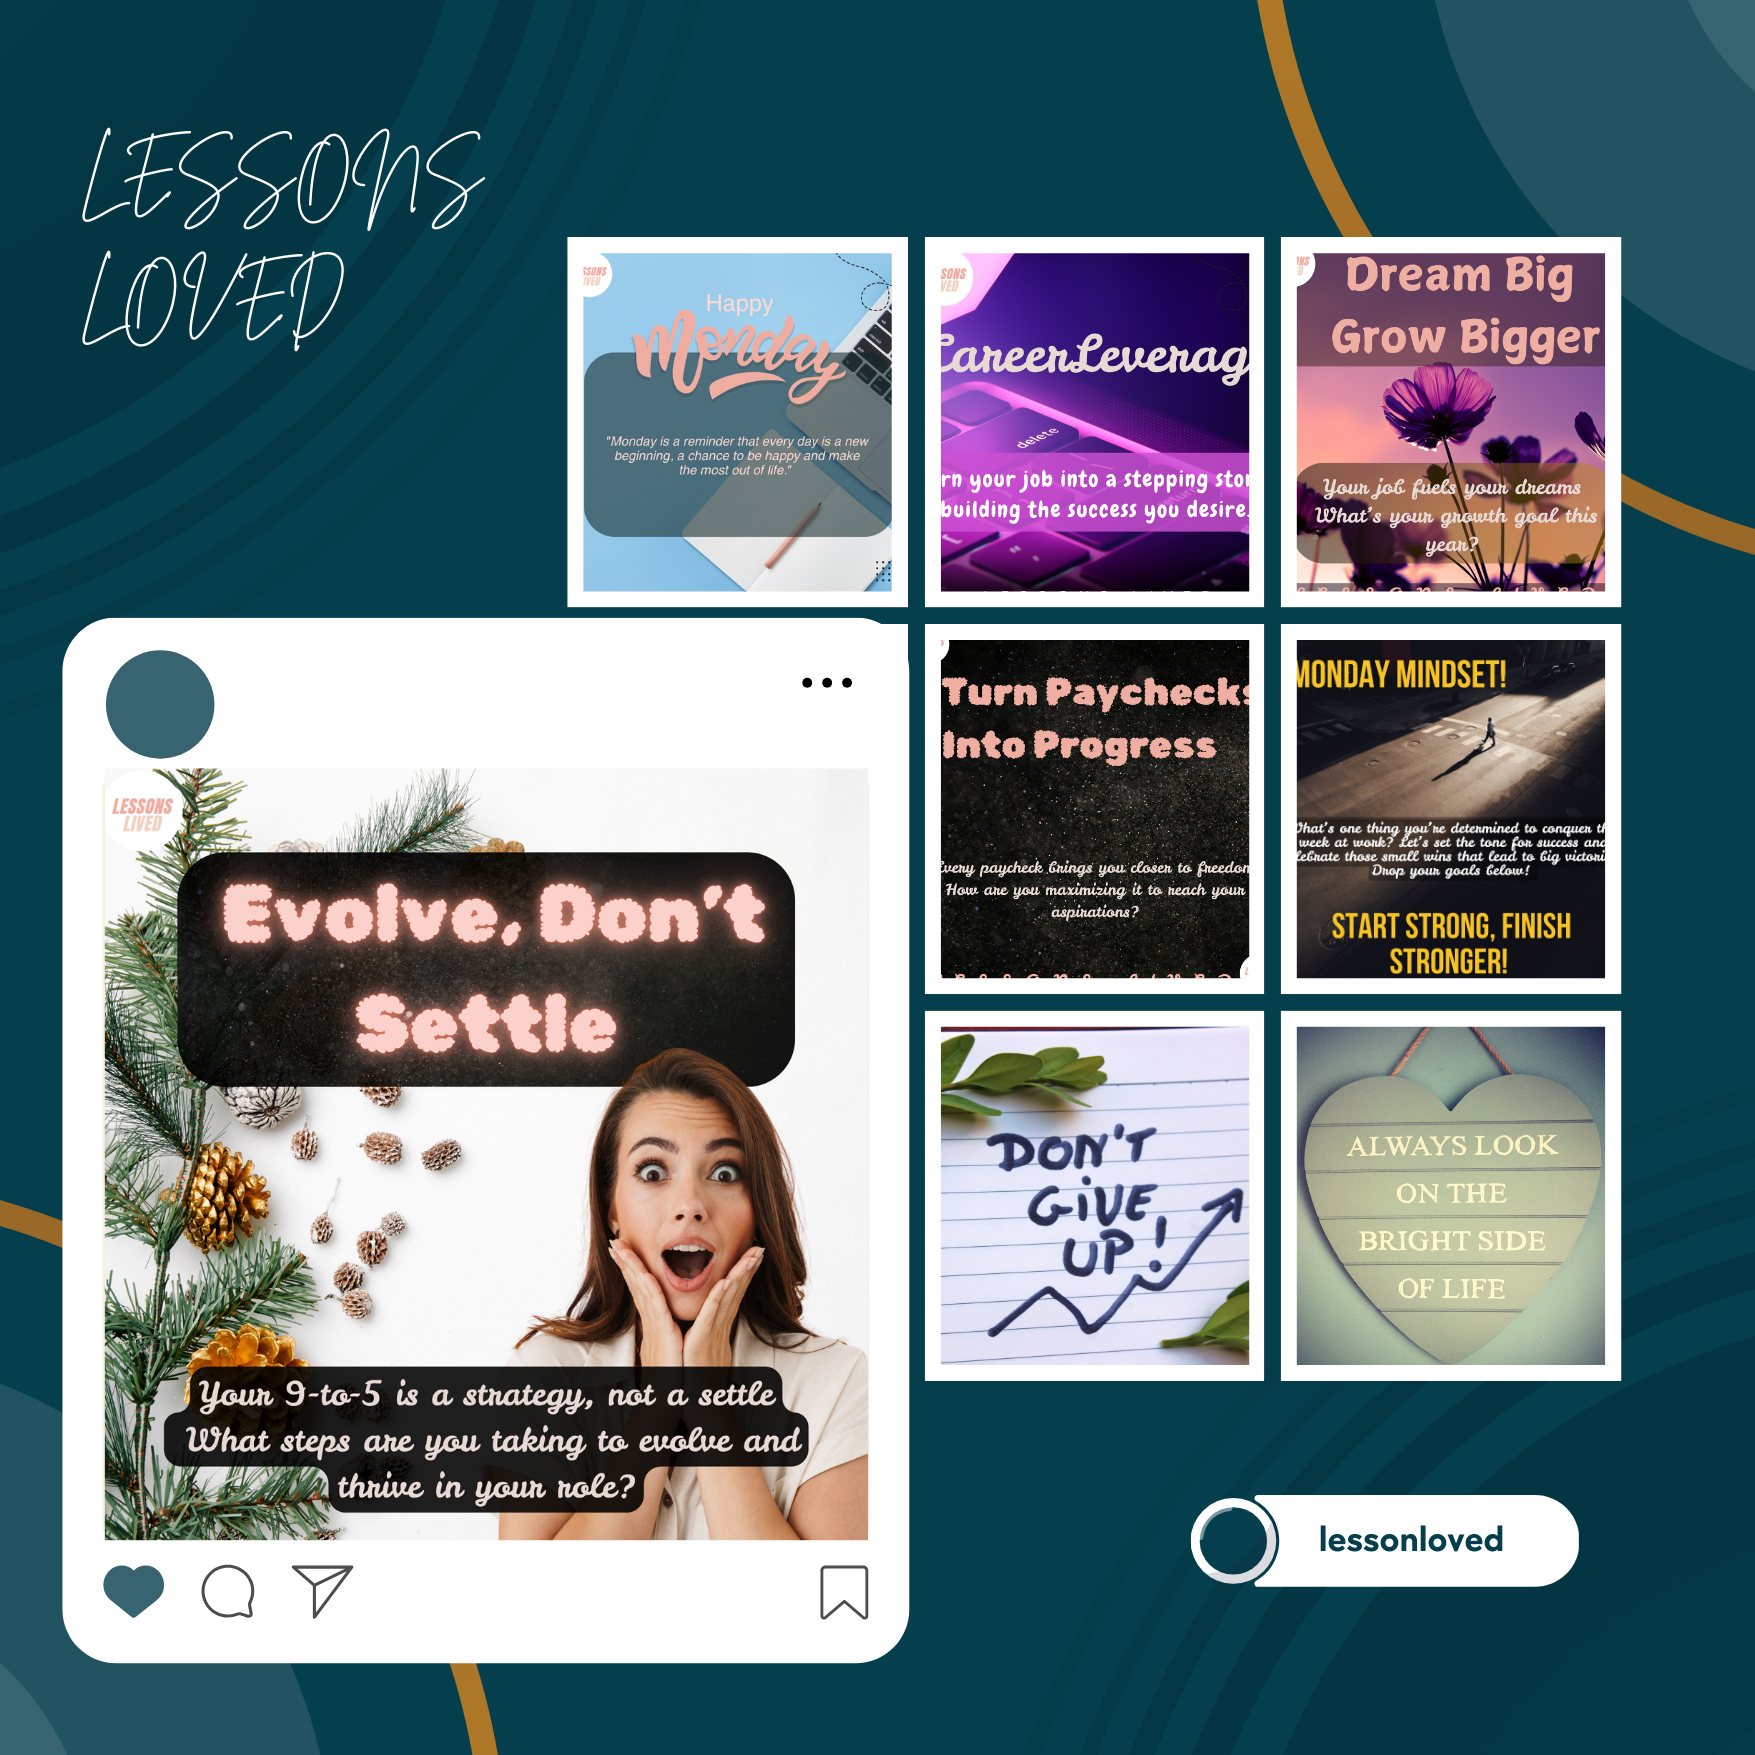 LESSONS
LOVED
SSONS
IVED
Happy
Monday
"Monday is a reminder that every day is a new
beginning, a chance to be happy and make
the most out of life."
SONS
VED
CareerLeverag
delete
rn your job into a stepping ston
building the success you desire.
NS
Dream Big
Grow Bigger
Your job fuels your dreams
What's your growth goal this
year?
Turn Paychecks
Into Progress
Every paycheck brings you closer to freedom
How are you maximizing it to reach your
aspirations?
MONDAY MINDSET!
What's one thing you're determined to conquer th
week at work? Let's set the tone for success and
lebrate those small wins that lead to big victori
Drop your goals below!
START STRONG, FINISH
STRONGER!
LESSONS
LIVED
Evolve, Don't
Settle
Your 9-to-5 is a strategy, not a settle
What steps are you taking to evolve and
thrive in your role?
DON'T
GIVE
UP!
ALWAYS LOOK
ON THE
BRIGHT SIDE
OF LIFE
lessonloved